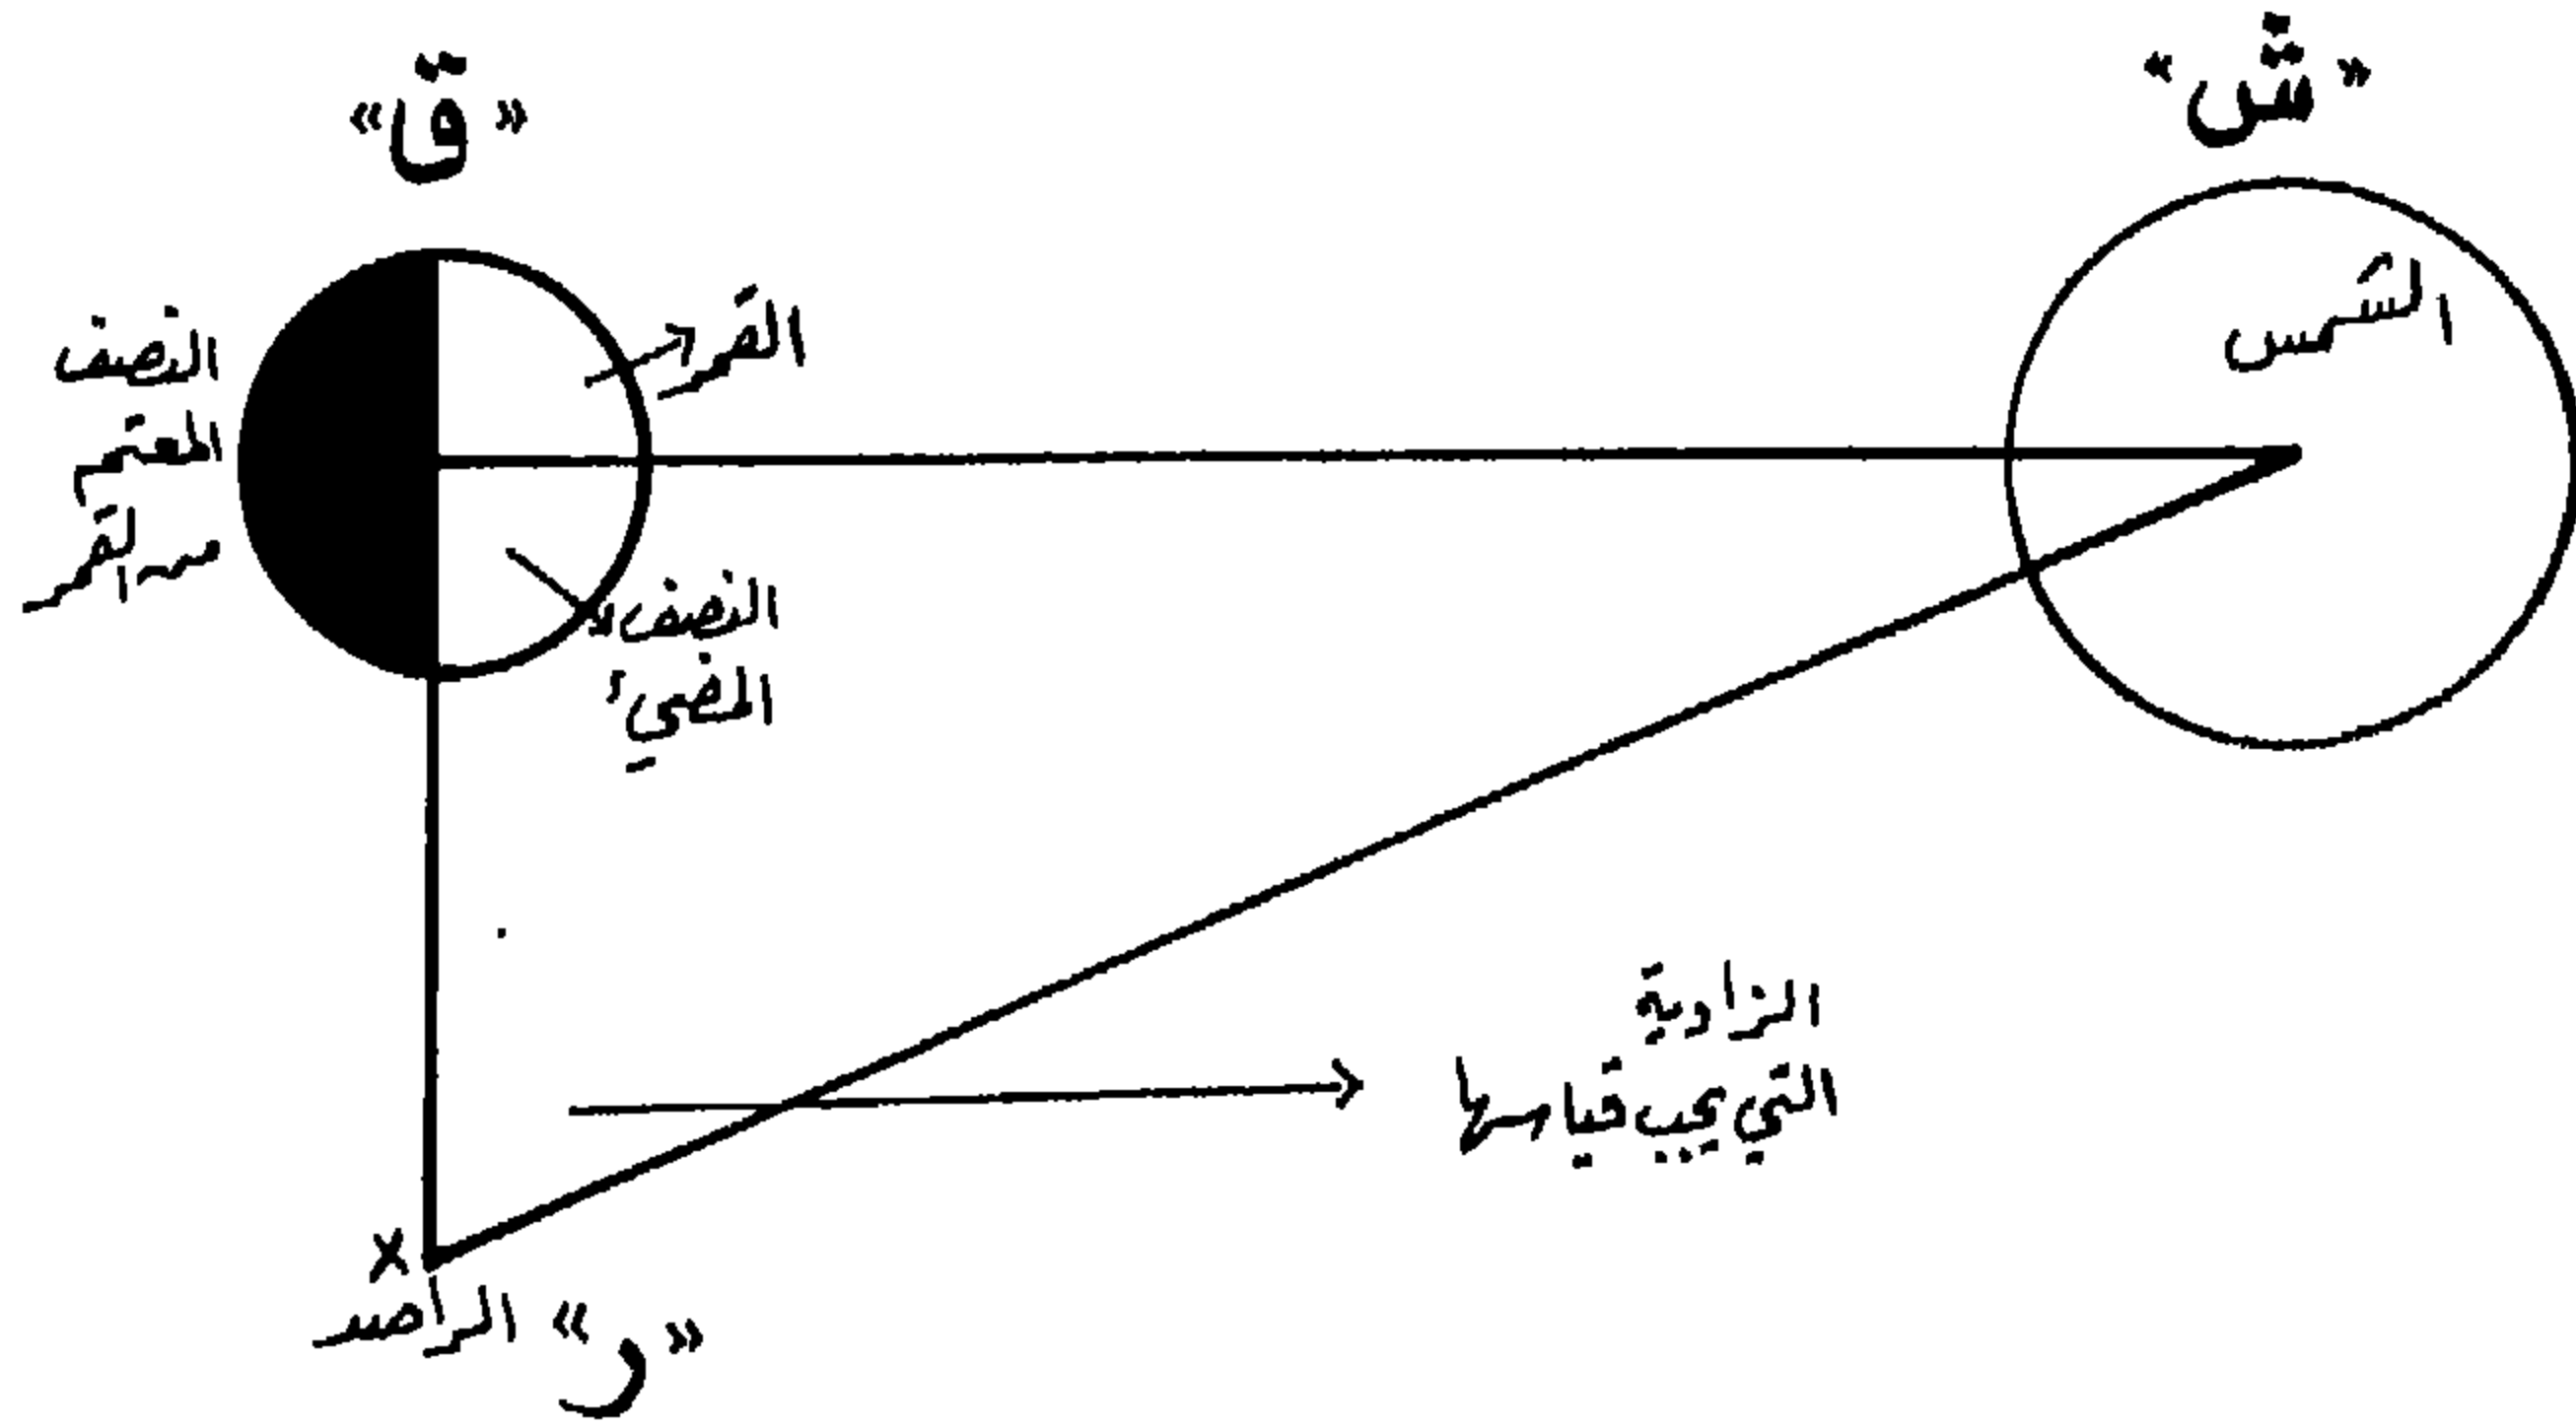 «ش»
«ق»
الشمس
القمر
النصف
المعتم
من القمر
النصف
المضيء
الزاوية
التي يجب قياسها
x
«ر» الراصد